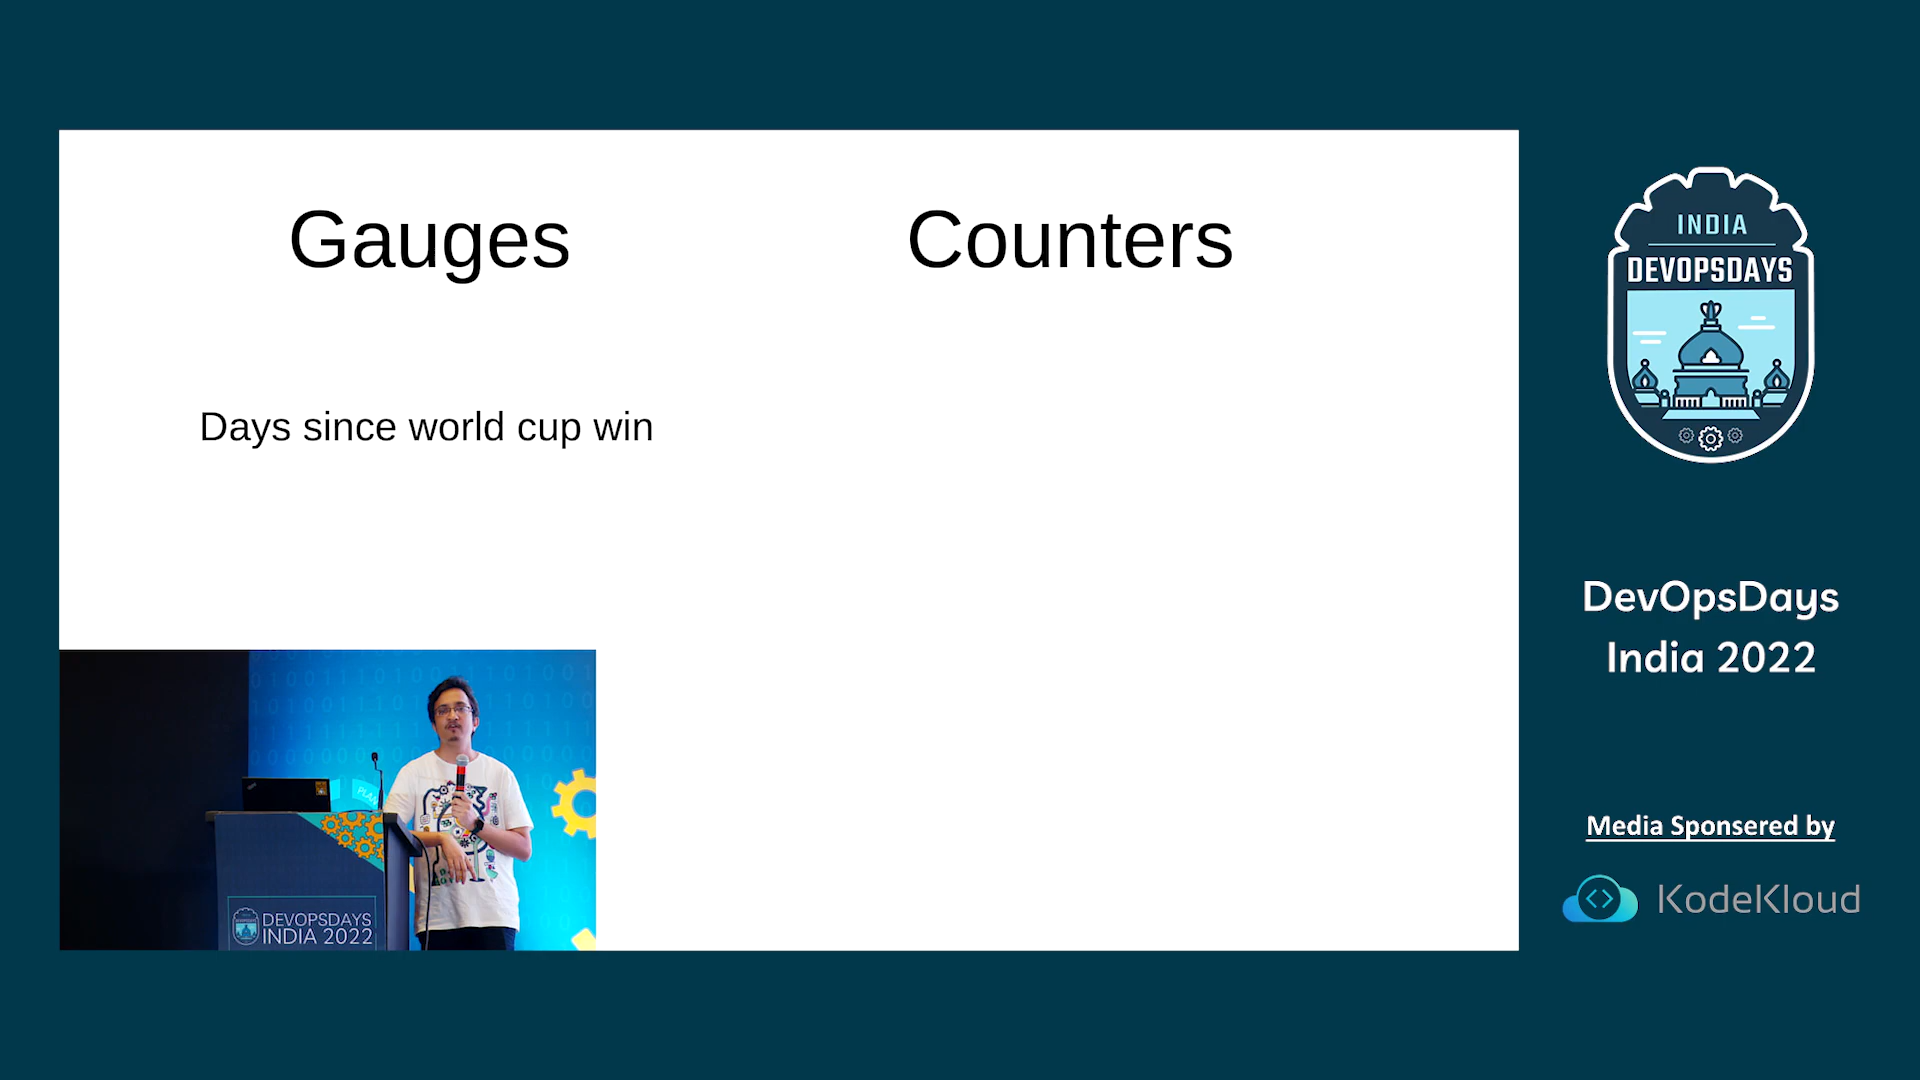 Gauges
Counters
Days since world cup win
INDIA
DEVOPSDAYS
DevOpsDays
India 2022
Media Sponsered by
KodeKloud
PLAN
DEVOPSDAYS
INDIA 2022